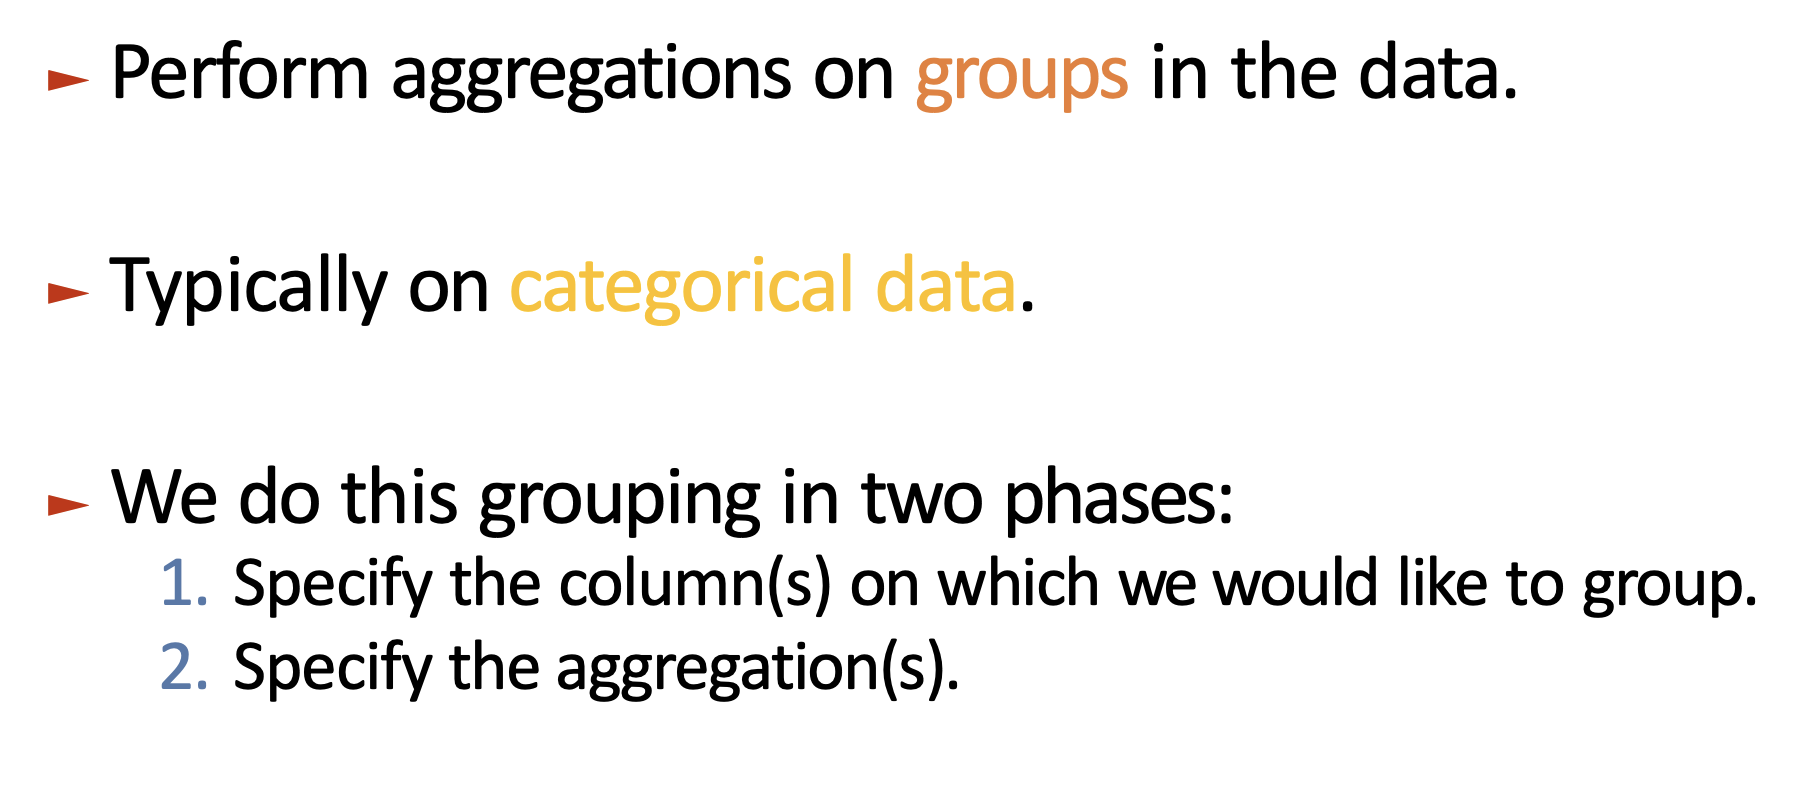 ► Perform aggregations on groups in the data.
► Typically on categorical data.
► We do this grouping in two phases:
1. Specify the column(s) on which we would like to group.
2. Specify the aggregation(s).